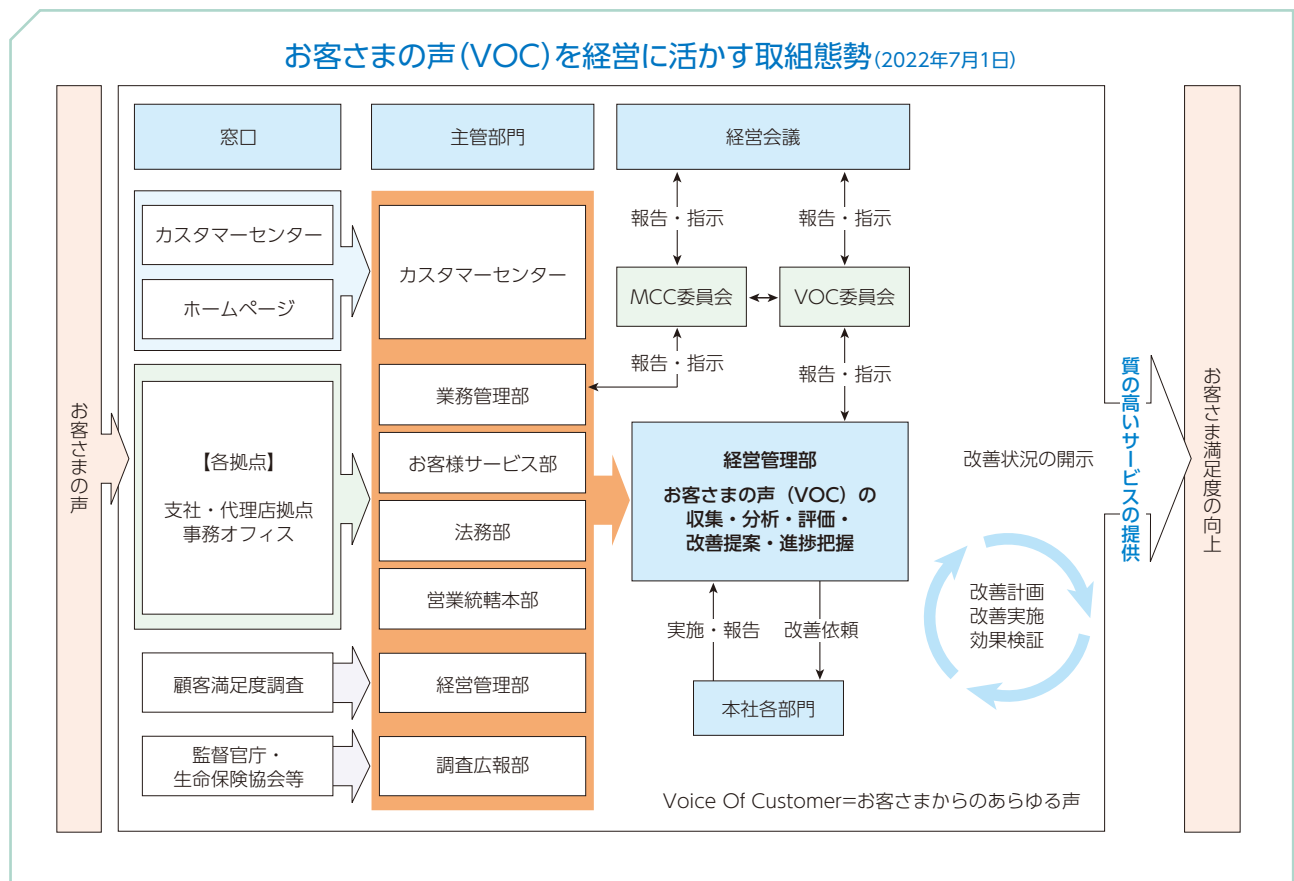 お客さまの声(VOC)を経営に活かす取組態勢(2022年7月1日)
お客さまの声
窓口
主管部門
経営会議
カスタマーセンター
ホームページ
【各拠点】
支社・代理店拠点
事務オフィス
顧客満足度調査
監督官庁・
生命保険協会等
カスタマーセンター
業務管理部
お客様サービス部
法務部
営業統轄本部
経営管理部
調査広報部
報告・指示
報告・指示
MCC委員会
VOC委員会
報告・指示
報告・指示
経営管理部
お客さまの声(VOC)の
収集・分析・評価・
改善提案・進捗把握
実施・報告
改善依頼
本社各部門
改善状況の開示
改善計画
改善実施
効果検証
Voice Of Customer=お客さまからのあらゆる声
質の高いサービスの提供
お客さま満足度の向上